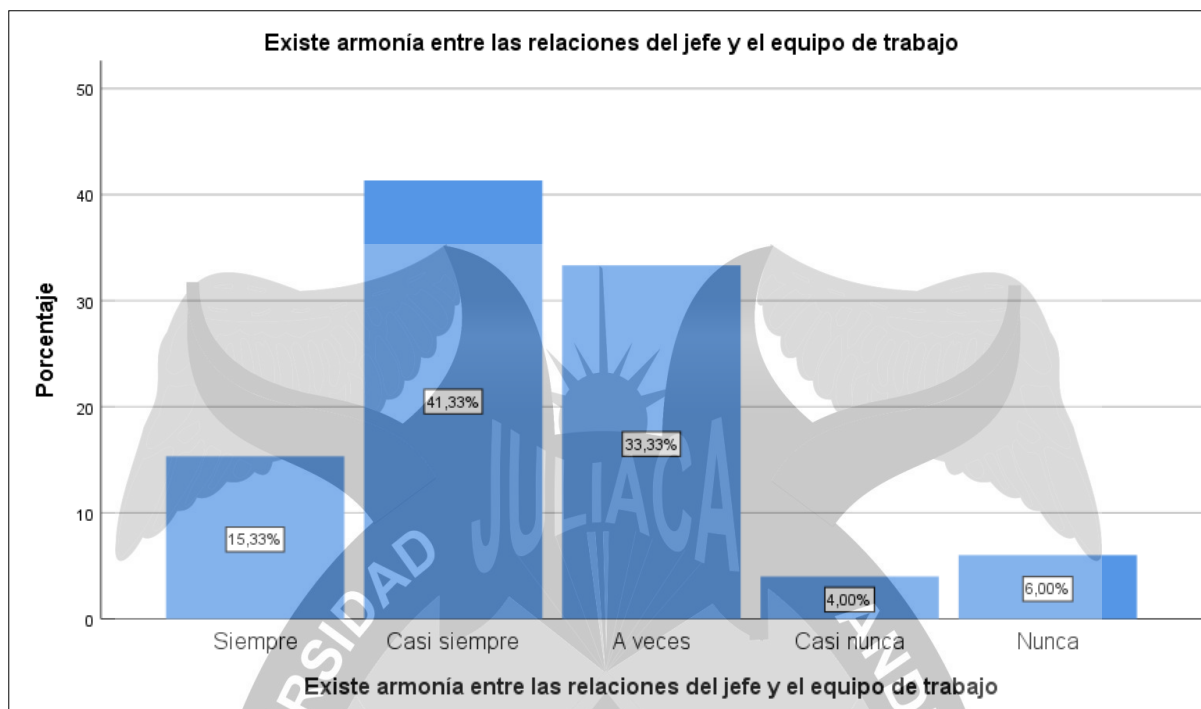 Existe armonía entre las relaciones del jefe y el equipo de trabajo
50
40
30
20
10
0
Porcentaje
15,33%
41,33%
33,33%
4,00%
6,00%
Siempre
Casi siempre
A veces
Casi nunca
Nunca
Existe armonía entre las relaciones del jefe y el equipo de trabajo
JULIACA
RSIDAD
AND